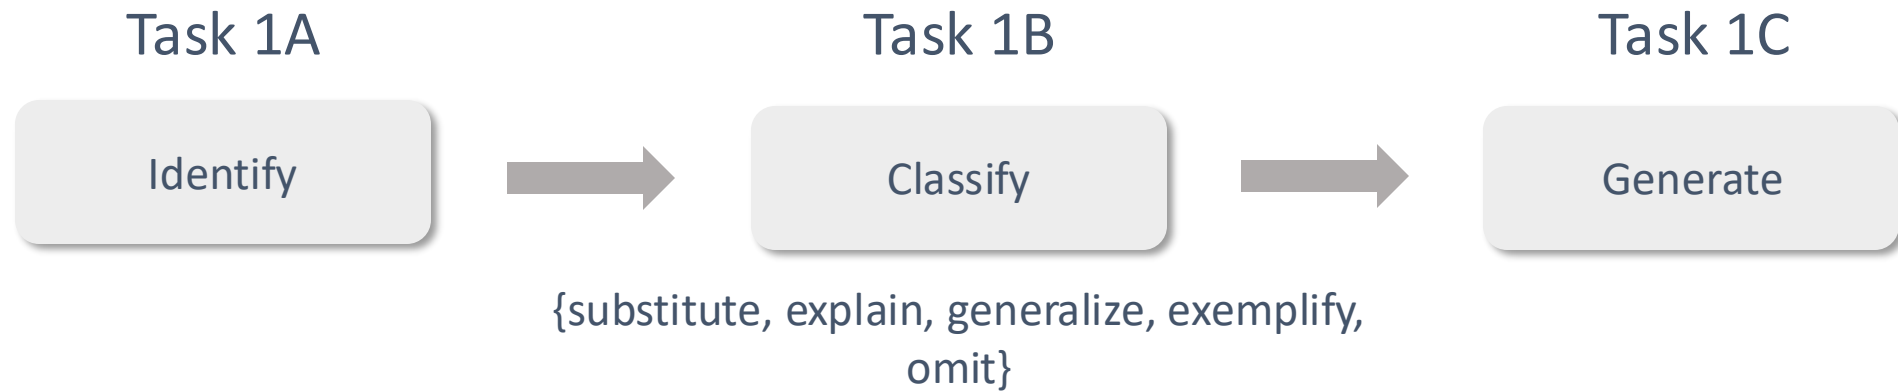 Task 1A
Task 1B
Task 1C
Identify
Classify
Generate
{substitute, explain, generalize, exemplify,
omit}